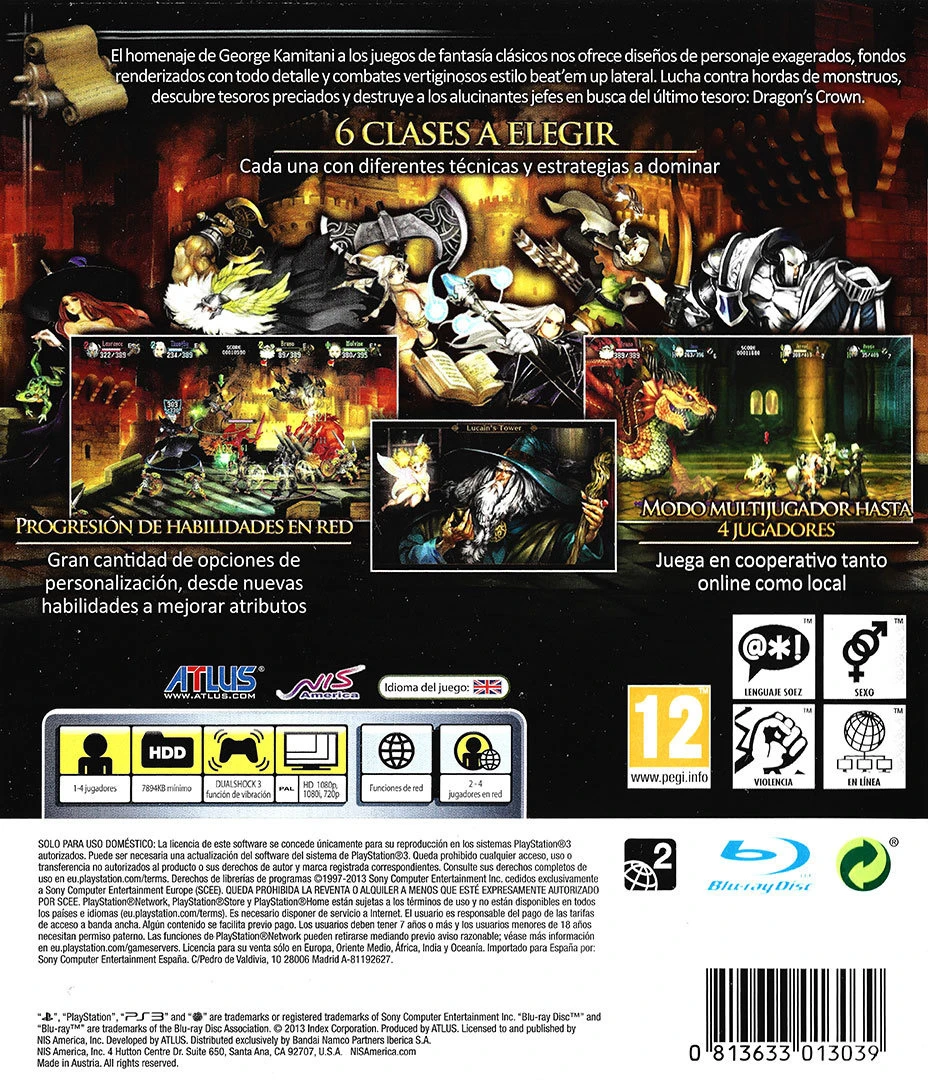 El homenaje de George Kamitani a los juegos de fantasía clásicos nos ofrece diseños de personaje exagerados, fondos
renderizados con todo detalle y combates vertiginosos estilo beat'em up lateral. Lucha contra hordas de monstruos,
descubre tesoros preciados y destruye a los alucinantes jefes en busca del último tesoro: Dragon's Crown.
6 CLASES A ELEGIR
Cada una con diferentes técnicas y estrategias a dominar
322/389
234/389
SCORE
89/389
380/395
389/389
SCORE
Lucain's Tower
PROGRESIÓN DE HABILIDADES EN RED
Gran cantidad de opciones de
personalización, desde nuevas
habilidades a mejorar atributos
MODO MULTIJUGADOR HASTA
4 JUGADORES
Juega en cooperativo tanto
online como local
ATLUS®
WWW.ATLUS.COM
NIS
America
Idioma del juego:
@*!
LENGUAJE SOEZ
SEXO
12
www.pegi.info
VIOLENCIA
EN LÍNEA
HDD
1-4 jugadores
7894KB mínimo
DUALSHOCK 3
función de vibración
PAL
HD 1080p,
1080i, 720p
Funciones de red
2 - 4
jugadores en red
SOLO PARA USO DOMÉSTICO: La licencia de este software se concede únicamente para su reproducción en los sistemas PlayStation®3
autorizados. Puede ser necesaria una actualización del software del sistema de PlayStation®3. Queda prohibido cualquier acceso, uso o
transferencia no autorizados al producto o sus derechos de autor y marca registrada correspondientes. Consulte sus derechos completos de
uso en eu.playstation.com/terms. Derechos de librerias de programas ©1997-2013 Sony Computer Entertainment Inc. cedidos exclusivamente
a Sony Computer Entertainment Europe (SCEE). QUEDA PROHIBIDA LA REVENTA O ALQUILER A MENOS QUE ESTÉ EXPRESAMENTE AUTORIZADO
POR SCEE. PlayStation®Network, PlayStation®Store y PlayStation®Home están sujetas a los términos de uso y no están disponibles en todos
los países e idiomas (eu.playstation.com/terms). Es necesario disponer de servicio a Internet. El usuario es responsable del pago de las tarifas
de acceso a banda ancha. Algún contenido se facilita previo pago. Los usuarios deben tener 7 años o más y los usuarios menores de 18 años
necesitan permiso paterno. Las funciones de PlayStation®Network pueden retirarse mediando previo aviso razonable; véase más información
en eu.playstation.com/gameservers. Licencia para su venta sólo en Europa, Oriente Medio, África, India y Oceanía. Importado para España por:
Sony Computer Entertainment España. C/Pedro de Valdivia, 10 28006 Madrid A-81192627.
2
Blu-ray Disc
®
"", "PlayStation", "PS3" and "" are trademarks or registered trademarks of Sony Computer Entertainment Inc. "Blu-ray Disc™" and
"Blu-ray™" are trademarks of the Blu-ray Disc Association. © 2013 Index Corporation. Produced by ATLUS. Licensed to and published by
NIS America, Inc. Developed by ATLUS. Distributed exclusively by Bandai Namco Partners Iberica S.A.
NIS America, Inc. 4 Hutton Centre Dr. Suite 650, Santa Ana, CA 92707, U.S.A. NISAmerica.com
Made in Austria. All rights reserved.
0 813633 013039